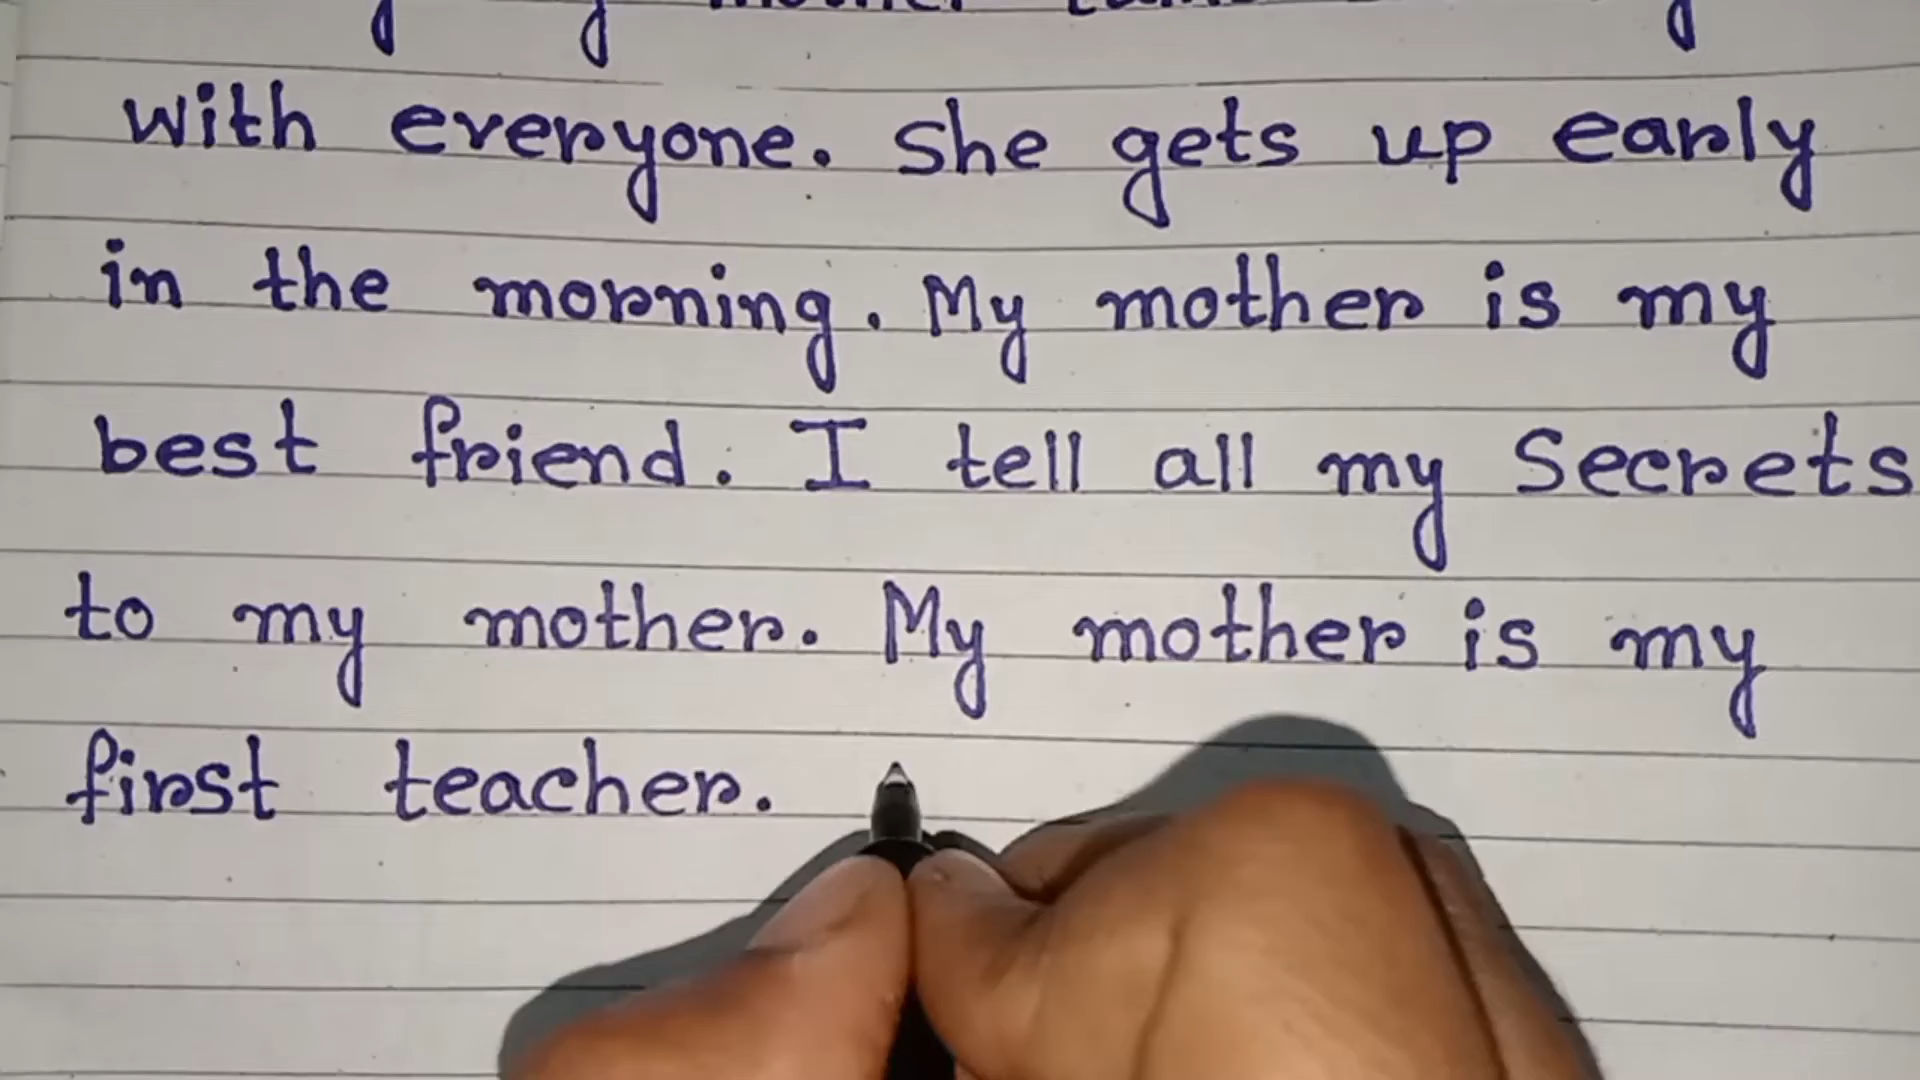 mother
with everyone. She gets up early
in the morning. My mother is my
best friend. I tell all my Secrets
to my mother. My mother is my
first teacher.